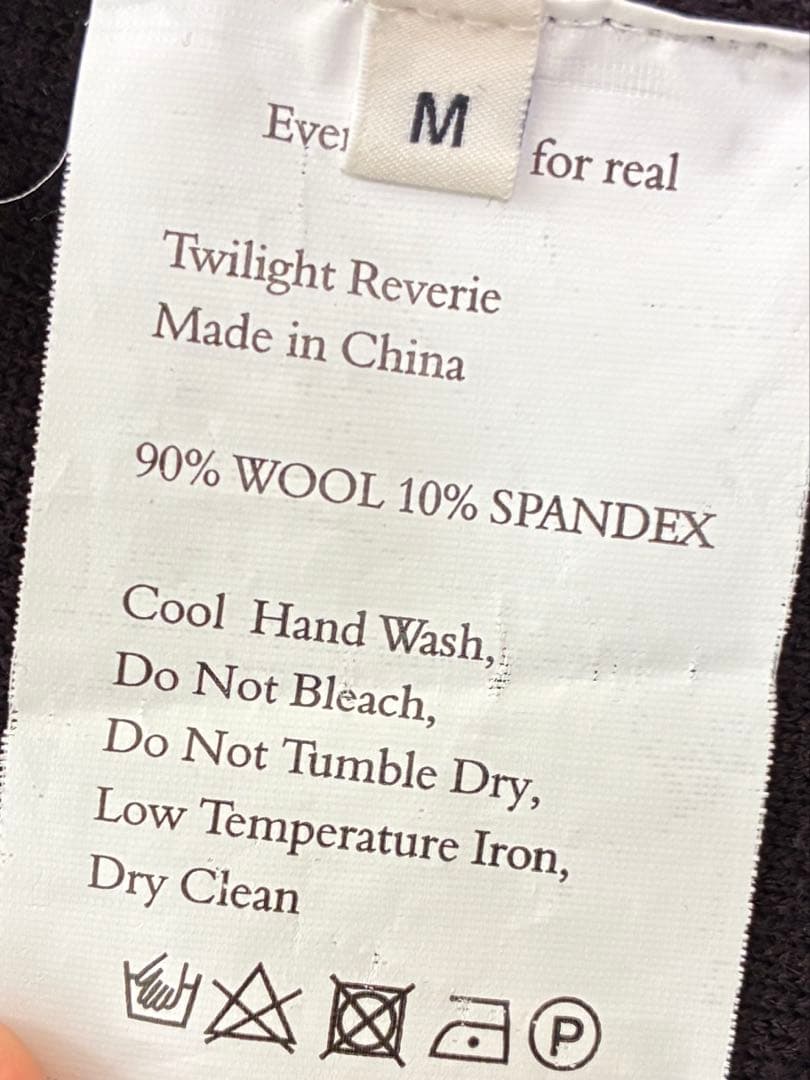 M
for real
Twilight Reverie
Made in China
90% WOOL 10% SPANDEX
Cool Hand Wash,
Do Not Bleach,
Do Not Tumble Dry,
Low Temperature Iron,
Dry Clean
P